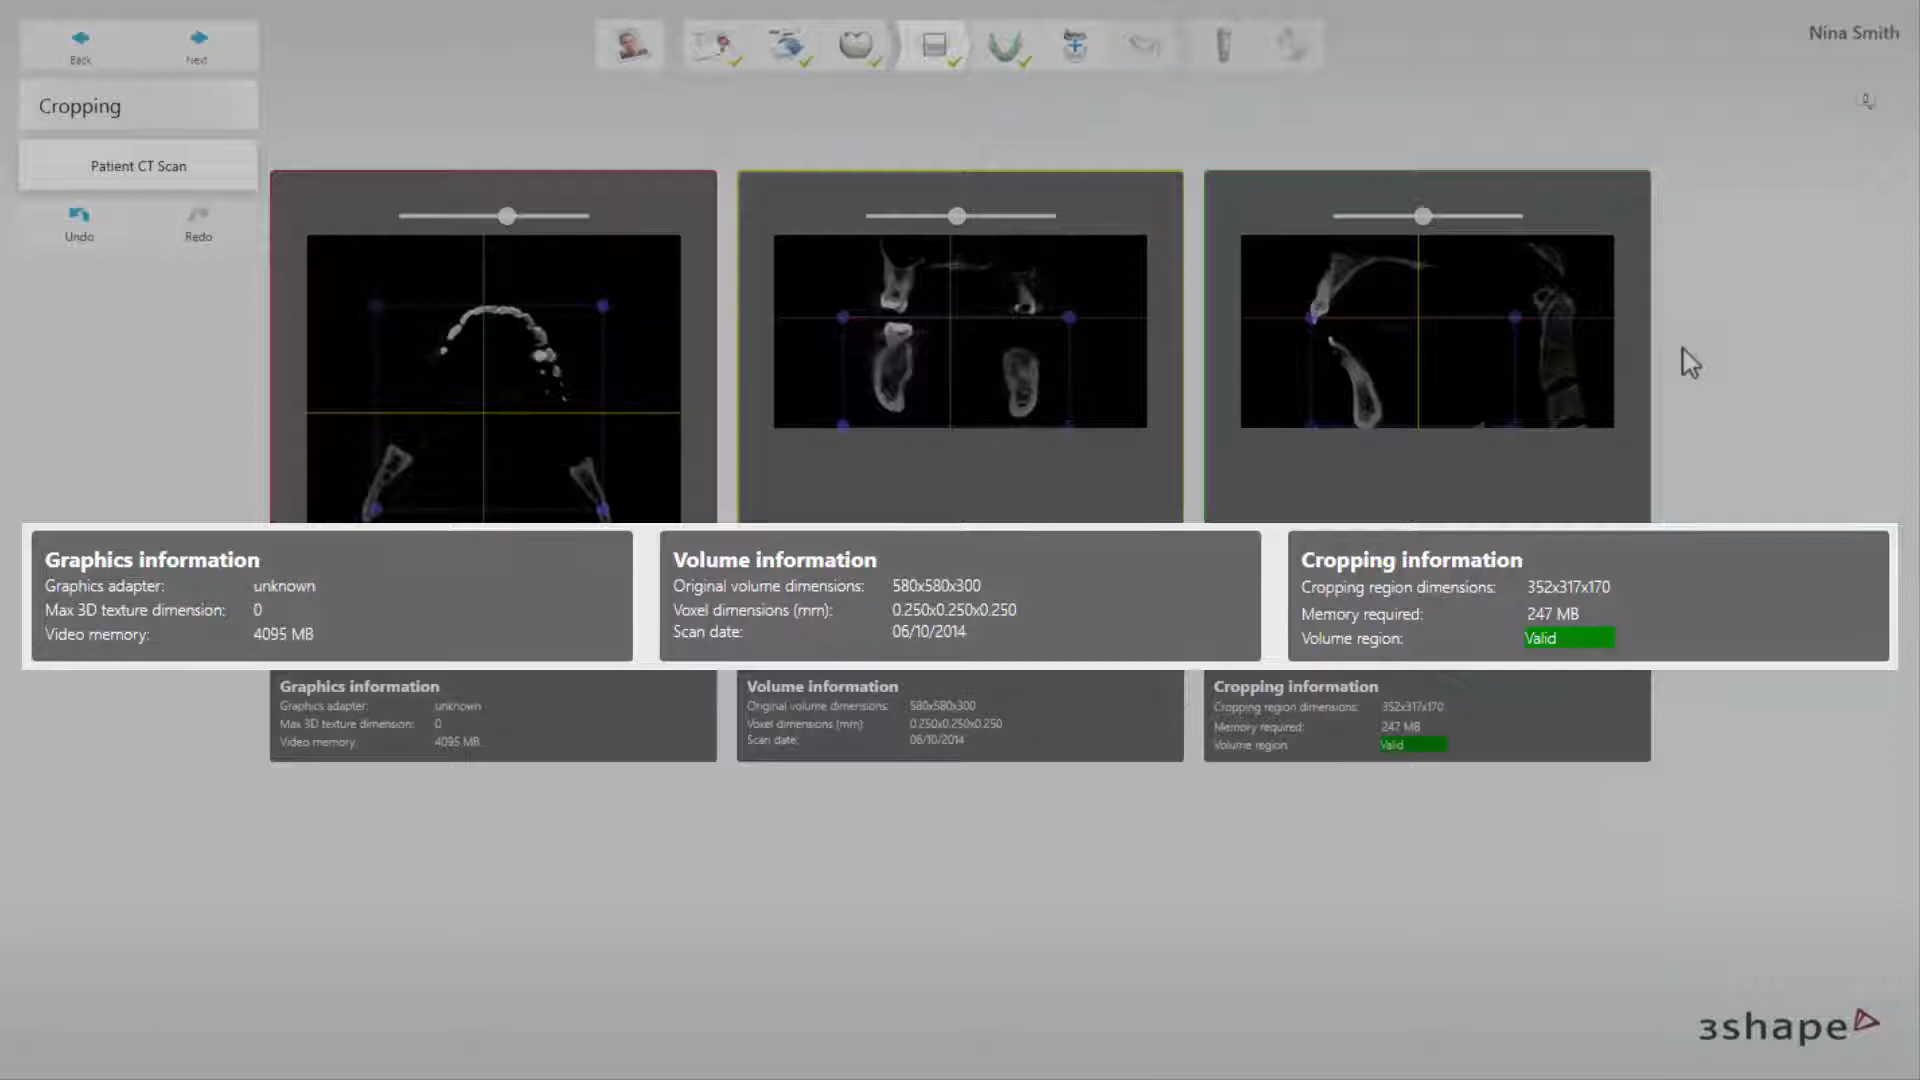 Back
Next
Nina Smith
Cropping
Patient CT Scan
Undo
Redo
Graphics information
Graphics adapter: unknown
Max 3D texture dimension: 0
Video memory: 4095 MB
Volume information
Original volume dimensions: 580x580x300
Voxel dimensions (mm): 0.250x0.250x0.250
Scan date: 06/10/2014
Cropping information
Cropping region dimensions: 352x317x170
Memory required: 247 MB
Volume region: Valid
Graphics information
Graphics adapter: unknown
Max 3D texture dimension: 0
Video memory: 4095 MB
Volume information
Original volume dimensions: 580x580x300
Voxel dimensions (mm): 0.250x0.250x0.250
Scan date: 06/10/2014
Cropping information
Cropping region dimensions: 352x317x170
Memory required: 247 MB
Volume region: Valid
3shape